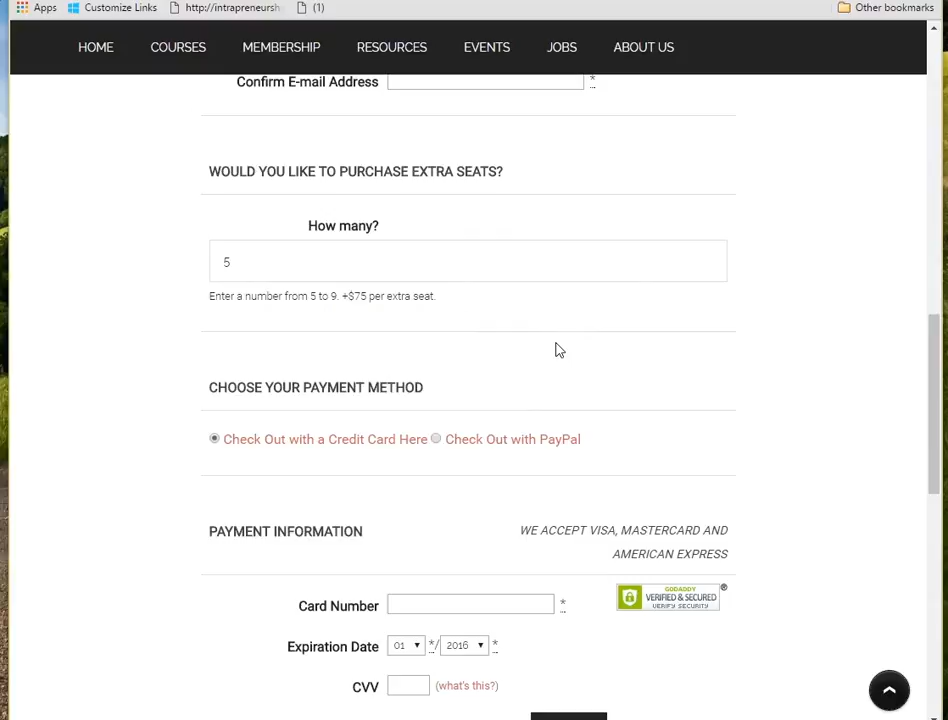 Apps Customize Links http://intrapreneursh (1) Other bookmarks
HOME COURSES MEMBERSHIP RESOURCES EVENTS JOBS ABOUT US
Confirm E-mail Address *
WOULD YOU LIKE TO PURCHASE EXTRA SEATS?
How many?
5
Enter a number from 5 to 9. +$75 per extra seat.
CHOOSE YOUR PAYMENT METHOD
Check Out with a Credit Card Here Check Out with PayPal
PAYMENT INFORMATION
WE ACCEPT VISA, MASTERCARD AND
AMERICAN EXPRESS
GODADDY
VERIFIED & SECURED
VERIFY SECURITY
®
Card Number *
Expiration Date 01 */ 2016 *
CVV (what's this?)